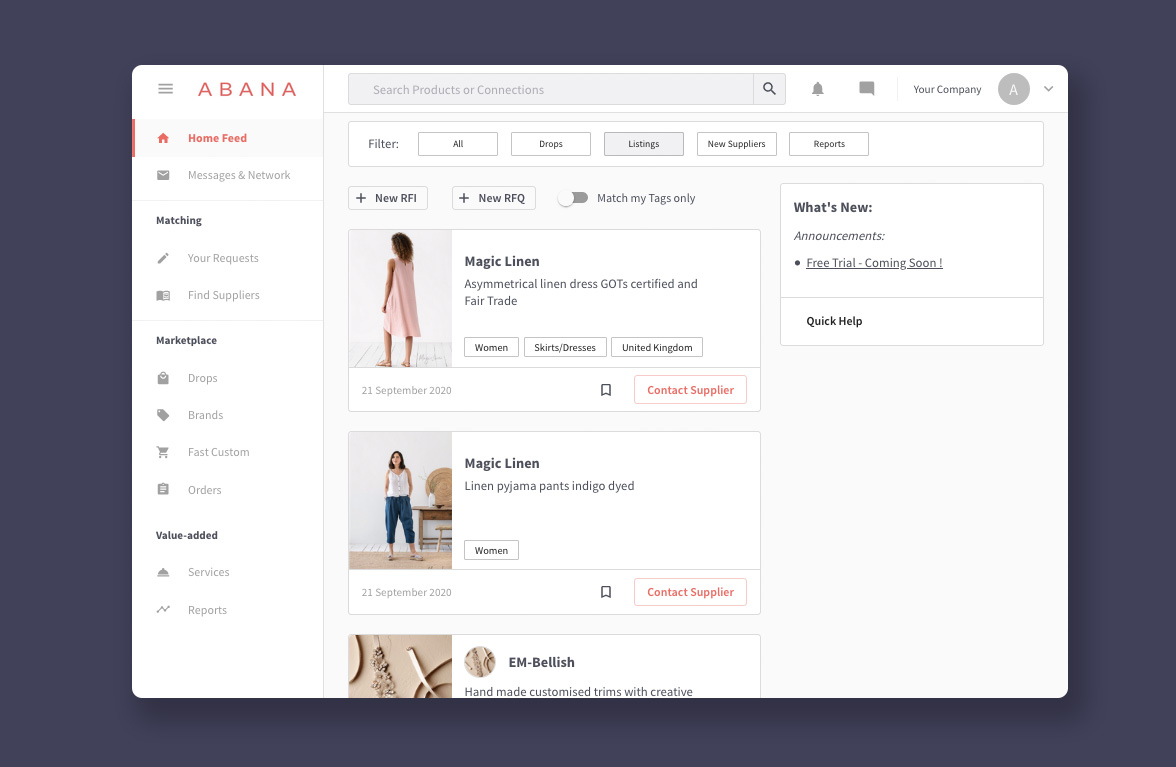 ABANA
Search Products or Connections
Your Company
A
Home Feed
Messages & Network
Matching
Your Requests
Find Suppliers
Marketplace
Drops
Brands
Fast Custom
Orders
Value-added
Services
Reports
Filter:
All
Drops
Listings
New Suppliers
Reports
New RFI
New RFQ
Match my Tags only
Magic Linen
Asymmetrical linen dress GOTs certified and
Fair Trade
Women
Skirts/Dresses
United Kingdom
21 September 2020
Contact Supplier
Magic Linen
Linen pyjama pants indigo dyed
Women
21 September 2020
Contact Supplier
EM-Bellish
Hand made customised trims with creative
What's New:
Announcements:
Free Trial - Coming Soon !
Quick Help